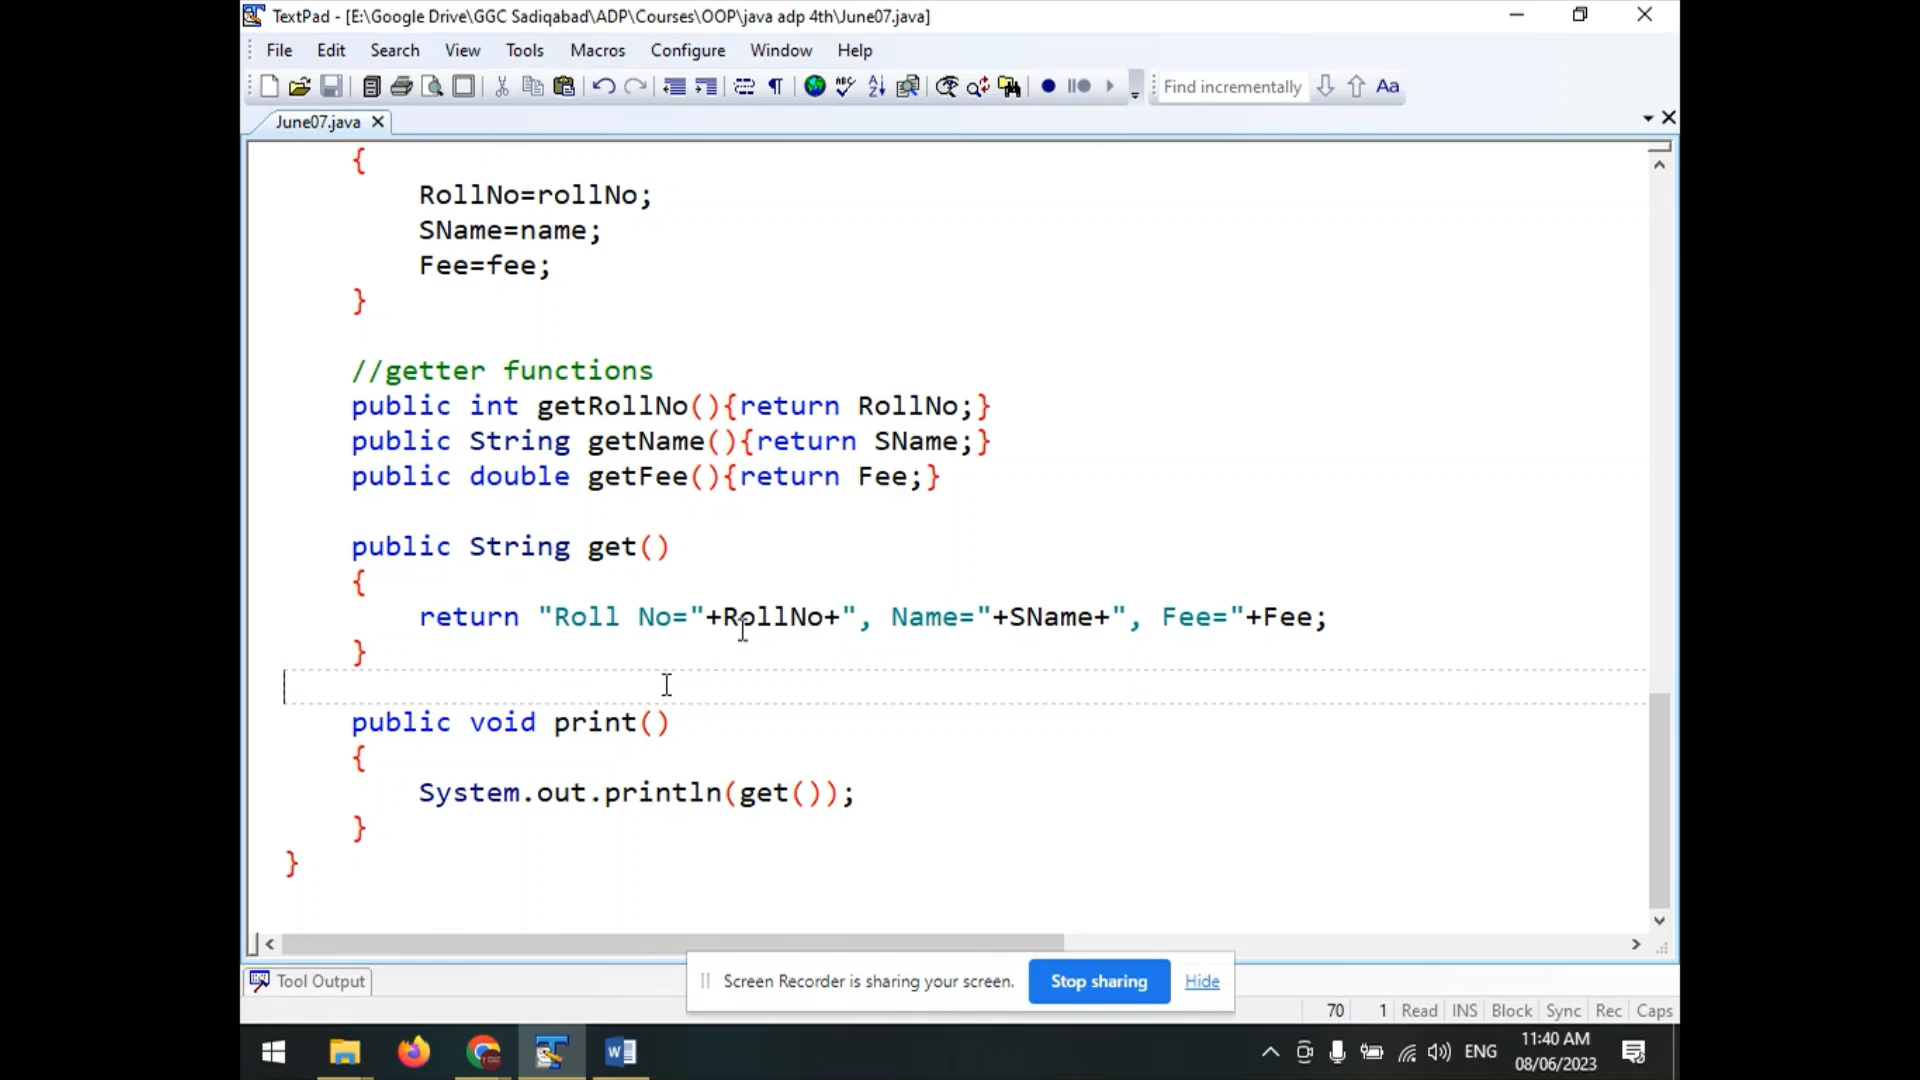 TextPad - [E:\Google Drive\GGC Sadiqabad\ADP\Courses\OOP\java adp 4th\June07.java]
File Edit Search View Tools Macros Configure Window Help
Find incrementally Aa
June07.java
{
RollNo=rollNo;
SName=name;
Fee=fee;
}
//getter functions
public int getRollNo(){return RollNo;}
public String getName(){return SName;}
public double getFee(){return Fee;}
public String get()
{
return "Roll No="+RollNo+", Name="+SName+", Fee="+Fee;
}
public void print()
{
System.out.println(get());
}
}
Screen Recorder is sharing your screen. Stop sharing Hide
Tool Output
70 1 Read INS Block Sync Rec Caps
ENG
11:40 AM
08/06/2023